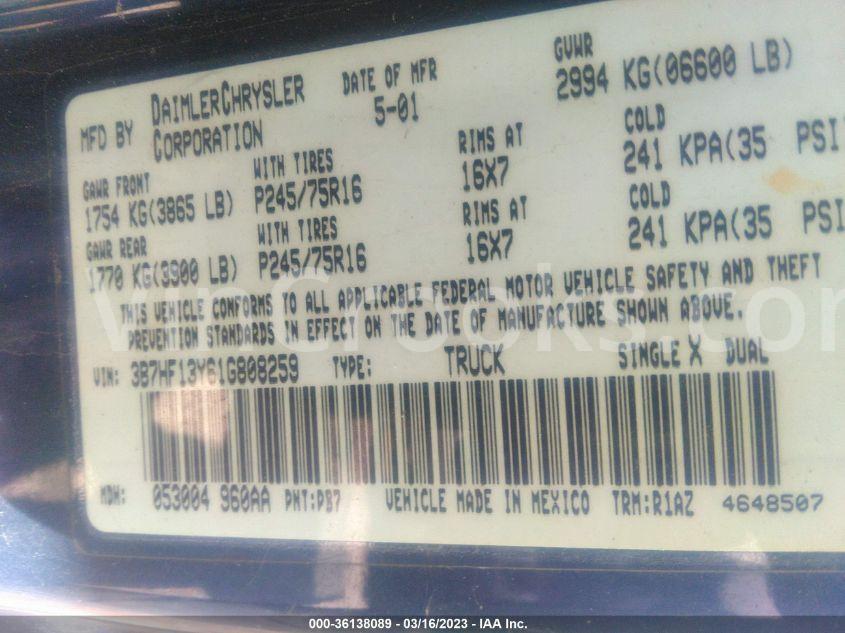 MFD BY DAIMLERCHRYSLER CORPORATION DATE OF MFR 5-01 GVWR 2994 KG(06600 LB)
GAWR FRONT WITH TIRES RIMS AT COLD
1754 KG(3865 LB) P245/75R16 16X7 241 KPA(35 PSI
GAWR REAR WITH TIRES RIMS AT COLD
1770 KG(3900 LB) P245/75R16 16X7 241 KPA(35 PSI
THIS VEHICLE CONFORMS TO ALL APPLICABLE FEDERAL MOTOR VEHICLE SAFETY AND THEFT
PREVENTION STANDARDS IN EFFECT ON THE DATE OF MANUFACTURE SHOWN ABOVE.
VIN: 3B7HF13Y61G808259 TYPE: TRUCK SINGLE X DUAL
MDH: 053004 960AA PNT:PB7 VEHICLE MADE IN MEXICO TRM:R1AZ 4648507
VinCrooks.com
000-36138089 - 03/16/2023 - IAA Inc.